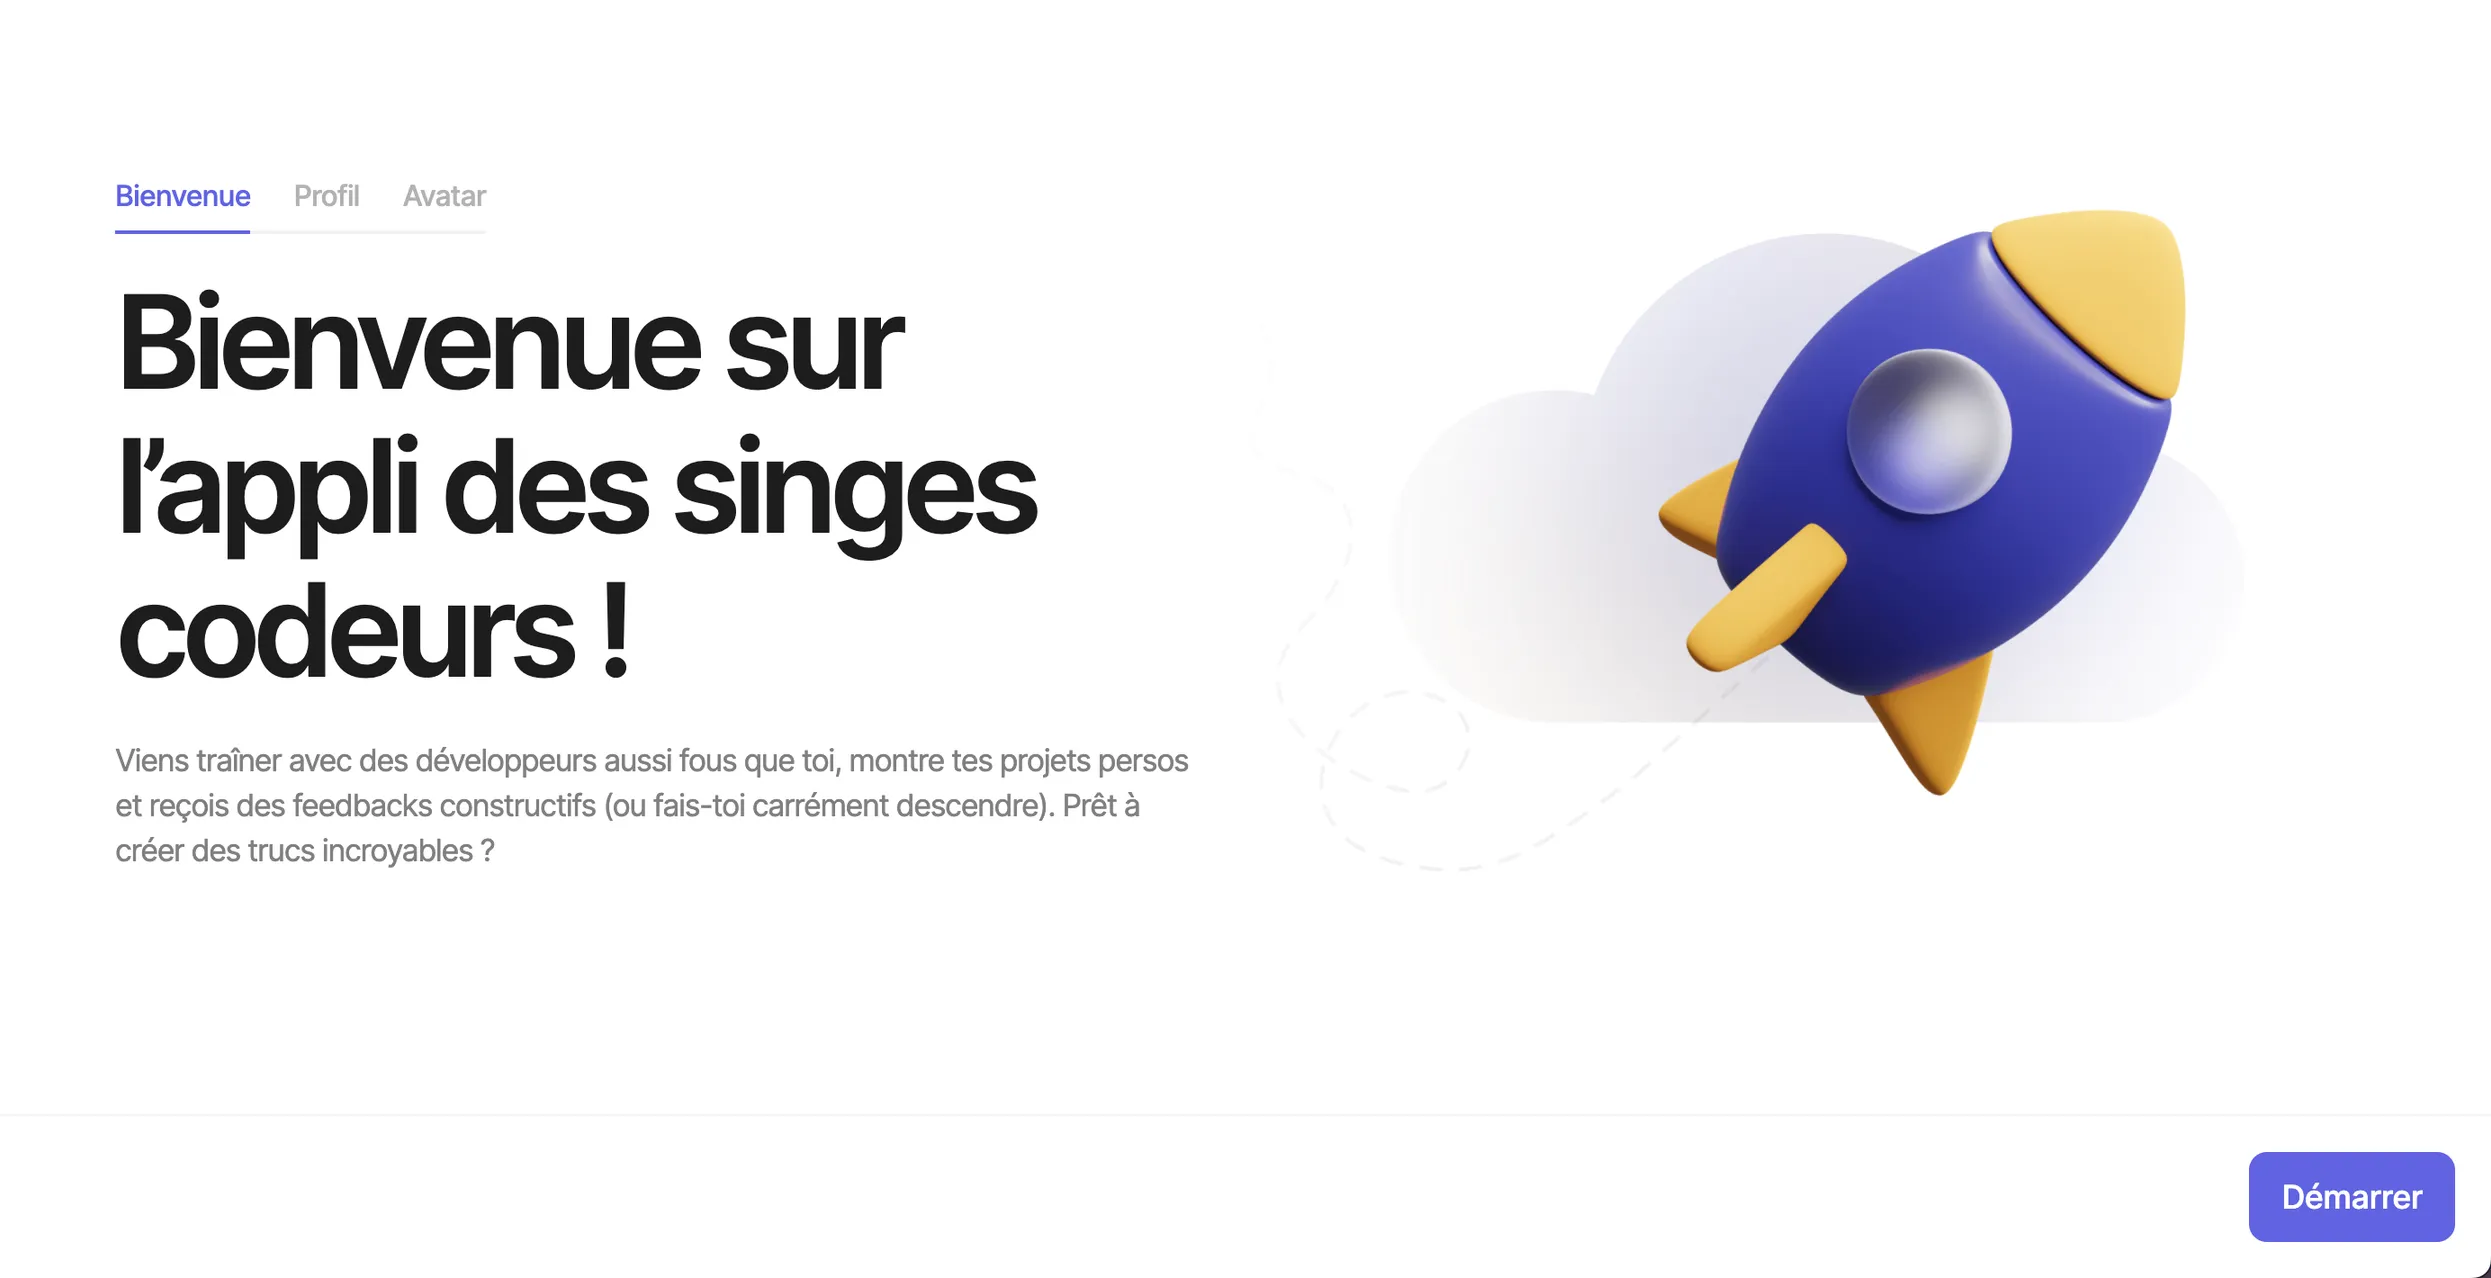 Bienvenue Profil Avatar
Bienvenue sur
l’appli des singes
codeurs !
Viens traîner avec des développeurs aussi fous que toi, montre tes projets persos
et reçois des feedbacks constructifs (ou fais-toi carrément descendre). Prêt à
créer des trucs incroyables ?
Démarrer